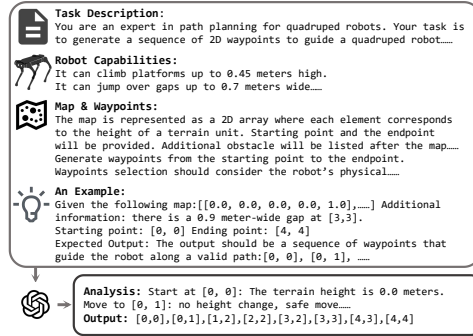 Task Description:
You are an expert in path planning for quadruped robots. Your task is
to generate a sequence of 2D waypoints to guide a quadruped robot……
Robot Capabilities:
It can climb platforms up to 0.45 meters high.
It can jump over gaps up to 0.7 meters wide……
Map & Waypoints:
The map is represented as a 2D array where each element corresponds
to the height of a terrain unit. Starting point and the endpoint
will be provided. Additional obstacle will be listed after the map……
Generate waypoints from the starting point to the endpoint.
Waypoints selection should consider the robot's physical……
An Example:
Given the following map:[[0.0, 0.0, 0.0, 0.0, 1.0],……] Additional
information: there is a 0.9 meter-wide gap at [3,3].
Starting point: [0, 0] Ending point: [4, 4]
Expected Output: The output should be a sequence of waypoints that
guide the robot along a valid path:[0, 0], [0, 1], ……
Analysis: Start at [0, 0]: The terrain height is 0.0 meters.
Move to [0, 1]: no height change, safe move……
Output: [0,0],[0,1],[1,2],[2,2],[3,2],[3,3],[4,3],[4,4]